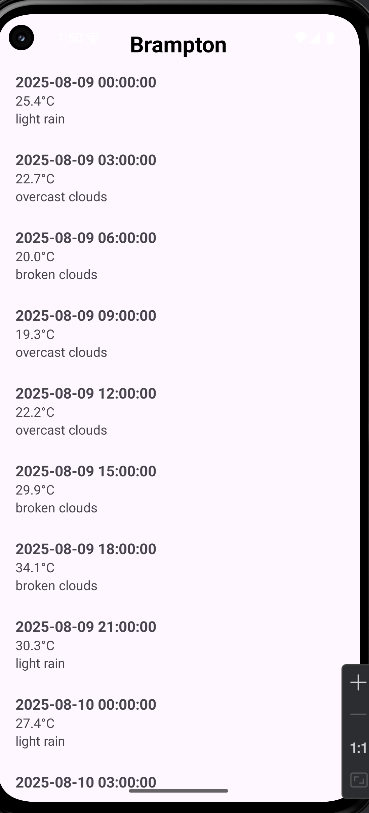 Brampton
2025-08-09 00:00:00
25.4°C
light rain
2025-08-09 03:00:00
22.7°C
overcast clouds
2025-08-09 06:00:00
20.0°C
broken clouds
2025-08-09 09:00:00
19.3°C
overcast clouds
2025-08-09 12:00:00
22.2°C
overcast clouds
2025-08-09 15:00:00
29.9°C
broken clouds
2025-08-09 18:00:00
34.1°C
broken clouds
2025-08-09 21:00:00
30.3°C
light rain
2025-08-10 00:00:00
27.4°C
light rain
2025-08-10 03:00:00
1:1